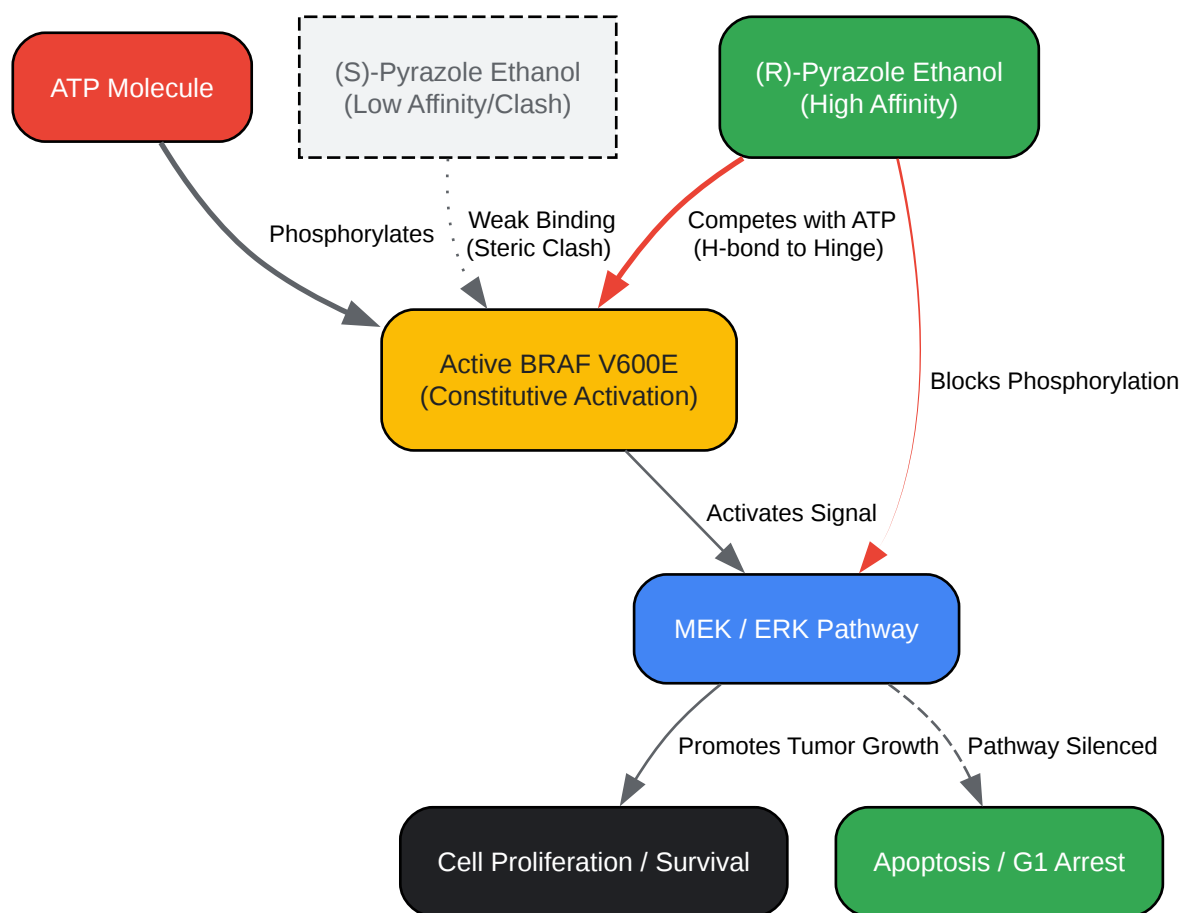 ATP Molecule
(S)-Pyrazole Ethanol
(Low Affinity/Clash)
(R)-Pyrazole Ethanol
(High Affinity)
Phosphorylates
Weak Binding
(Steric Clash)
Competes with ATP
(H-bond to Hinge)
Active BRAF V600E
(Constitutive Activation)
Blocks Phosphorylation
Activates Signal
MEK / ERK Pathway
Promotes Tumor Growth
Pathway Silenced
Cell Proliferation / Survival
Apoptosis / G1 Arrest